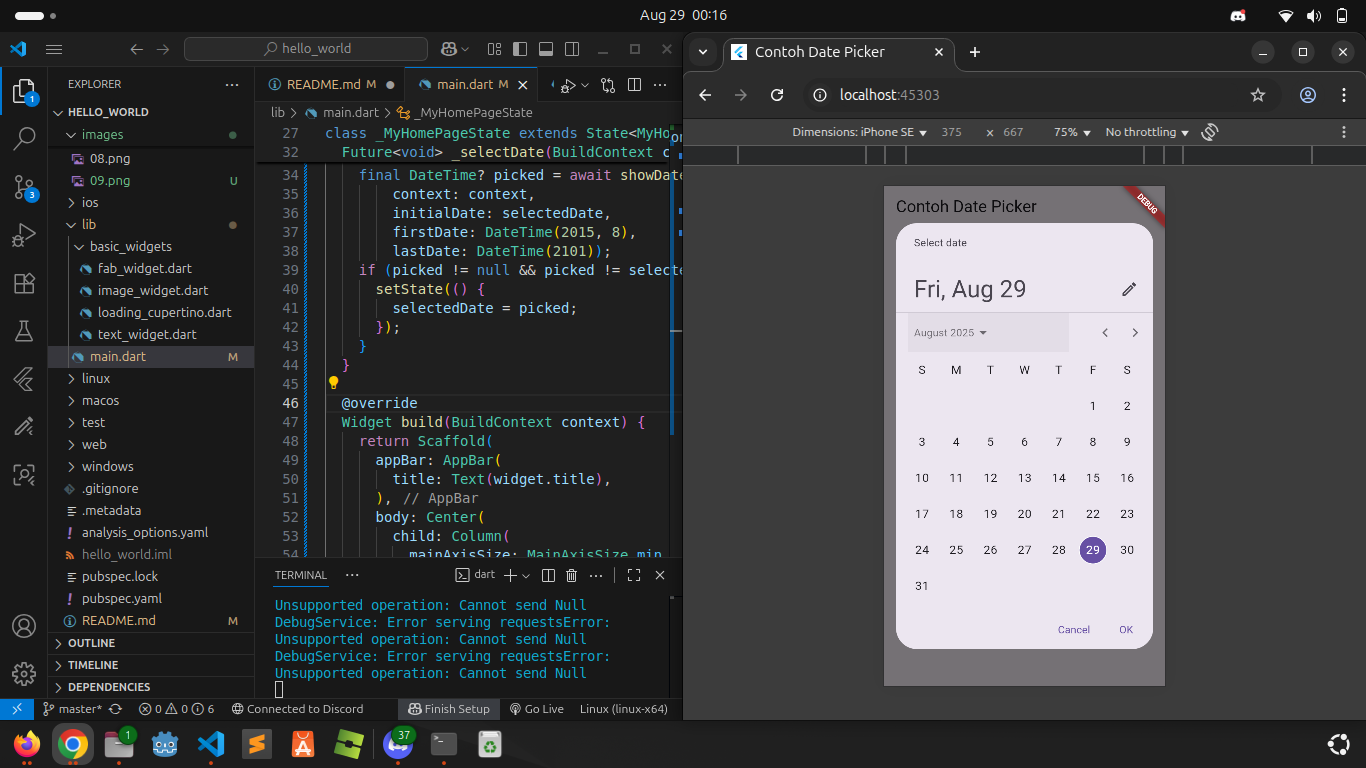 Aug 29 00:16
hello_world
EXPLORER
HELLO_WORLD
images
08.png
09.png U
ios
lib
basic_widgets
fab_widget.dart
image_widget.dart
loading_cupertino.dart
text_widget.dart
main.dart M
linux
macos
test
web
windows
.gitignore
.metadata
analysis_options.yaml
hello_world.iml
pubspec.lock
pubspec.yaml
README.md M
OUTLINE
TIMELINE
DEPENDENCIES
1
3
README.md M
main.dart M
lib > main.dart > _MyHomePageState
27 class _MyHomePageState extends State<MyHo
32 Future<void> _selectDate(BuildContext c
34 final DateTime? picked = await showDate
35 context: context,
36 initialDate: selectedDate,
37 firstDate: DateTime(2015, 8),
38 lastDate: DateTime(2101));
39 if (picked != null && picked != selecte
40 setState(() {
41 selectedDate = picked;
42 });
43 }
44 }
45
46 @override
47 Widget build(BuildContext context) {
48 return Scaffold(
49 appBar: AppBar(
50 title: Text(widget.title),
51 ), // AppBar
52 body: Center(
53 child: Column(
54 mainAxisSize: MainAxisSize.min
TERMINAL
dart
Unsupported operation: Cannot send Null
DebugService: Error serving requestsError:
Unsupported operation: Cannot send Null
DebugService: Error serving requestsError:
Unsupported operation: Cannot send Null
master* 0 0 6 Connected to Discord Finish Setup Go Live Linux (linux-x64)
Contoh Date Picker
localhost:45303
Dimensions: iPhone SE 375 x 667 75% No throttling
Contoh Date Picker
DEBUG
Select date
Fri, Aug 29
August 2025
S M T W T F S
1 2
3 4 5 6 7 8 9
10 11 12 13 14 15 16
17 18 19 20 21 22 23
24 25 26 27 28 29 30
31
Cancel OK
1
37